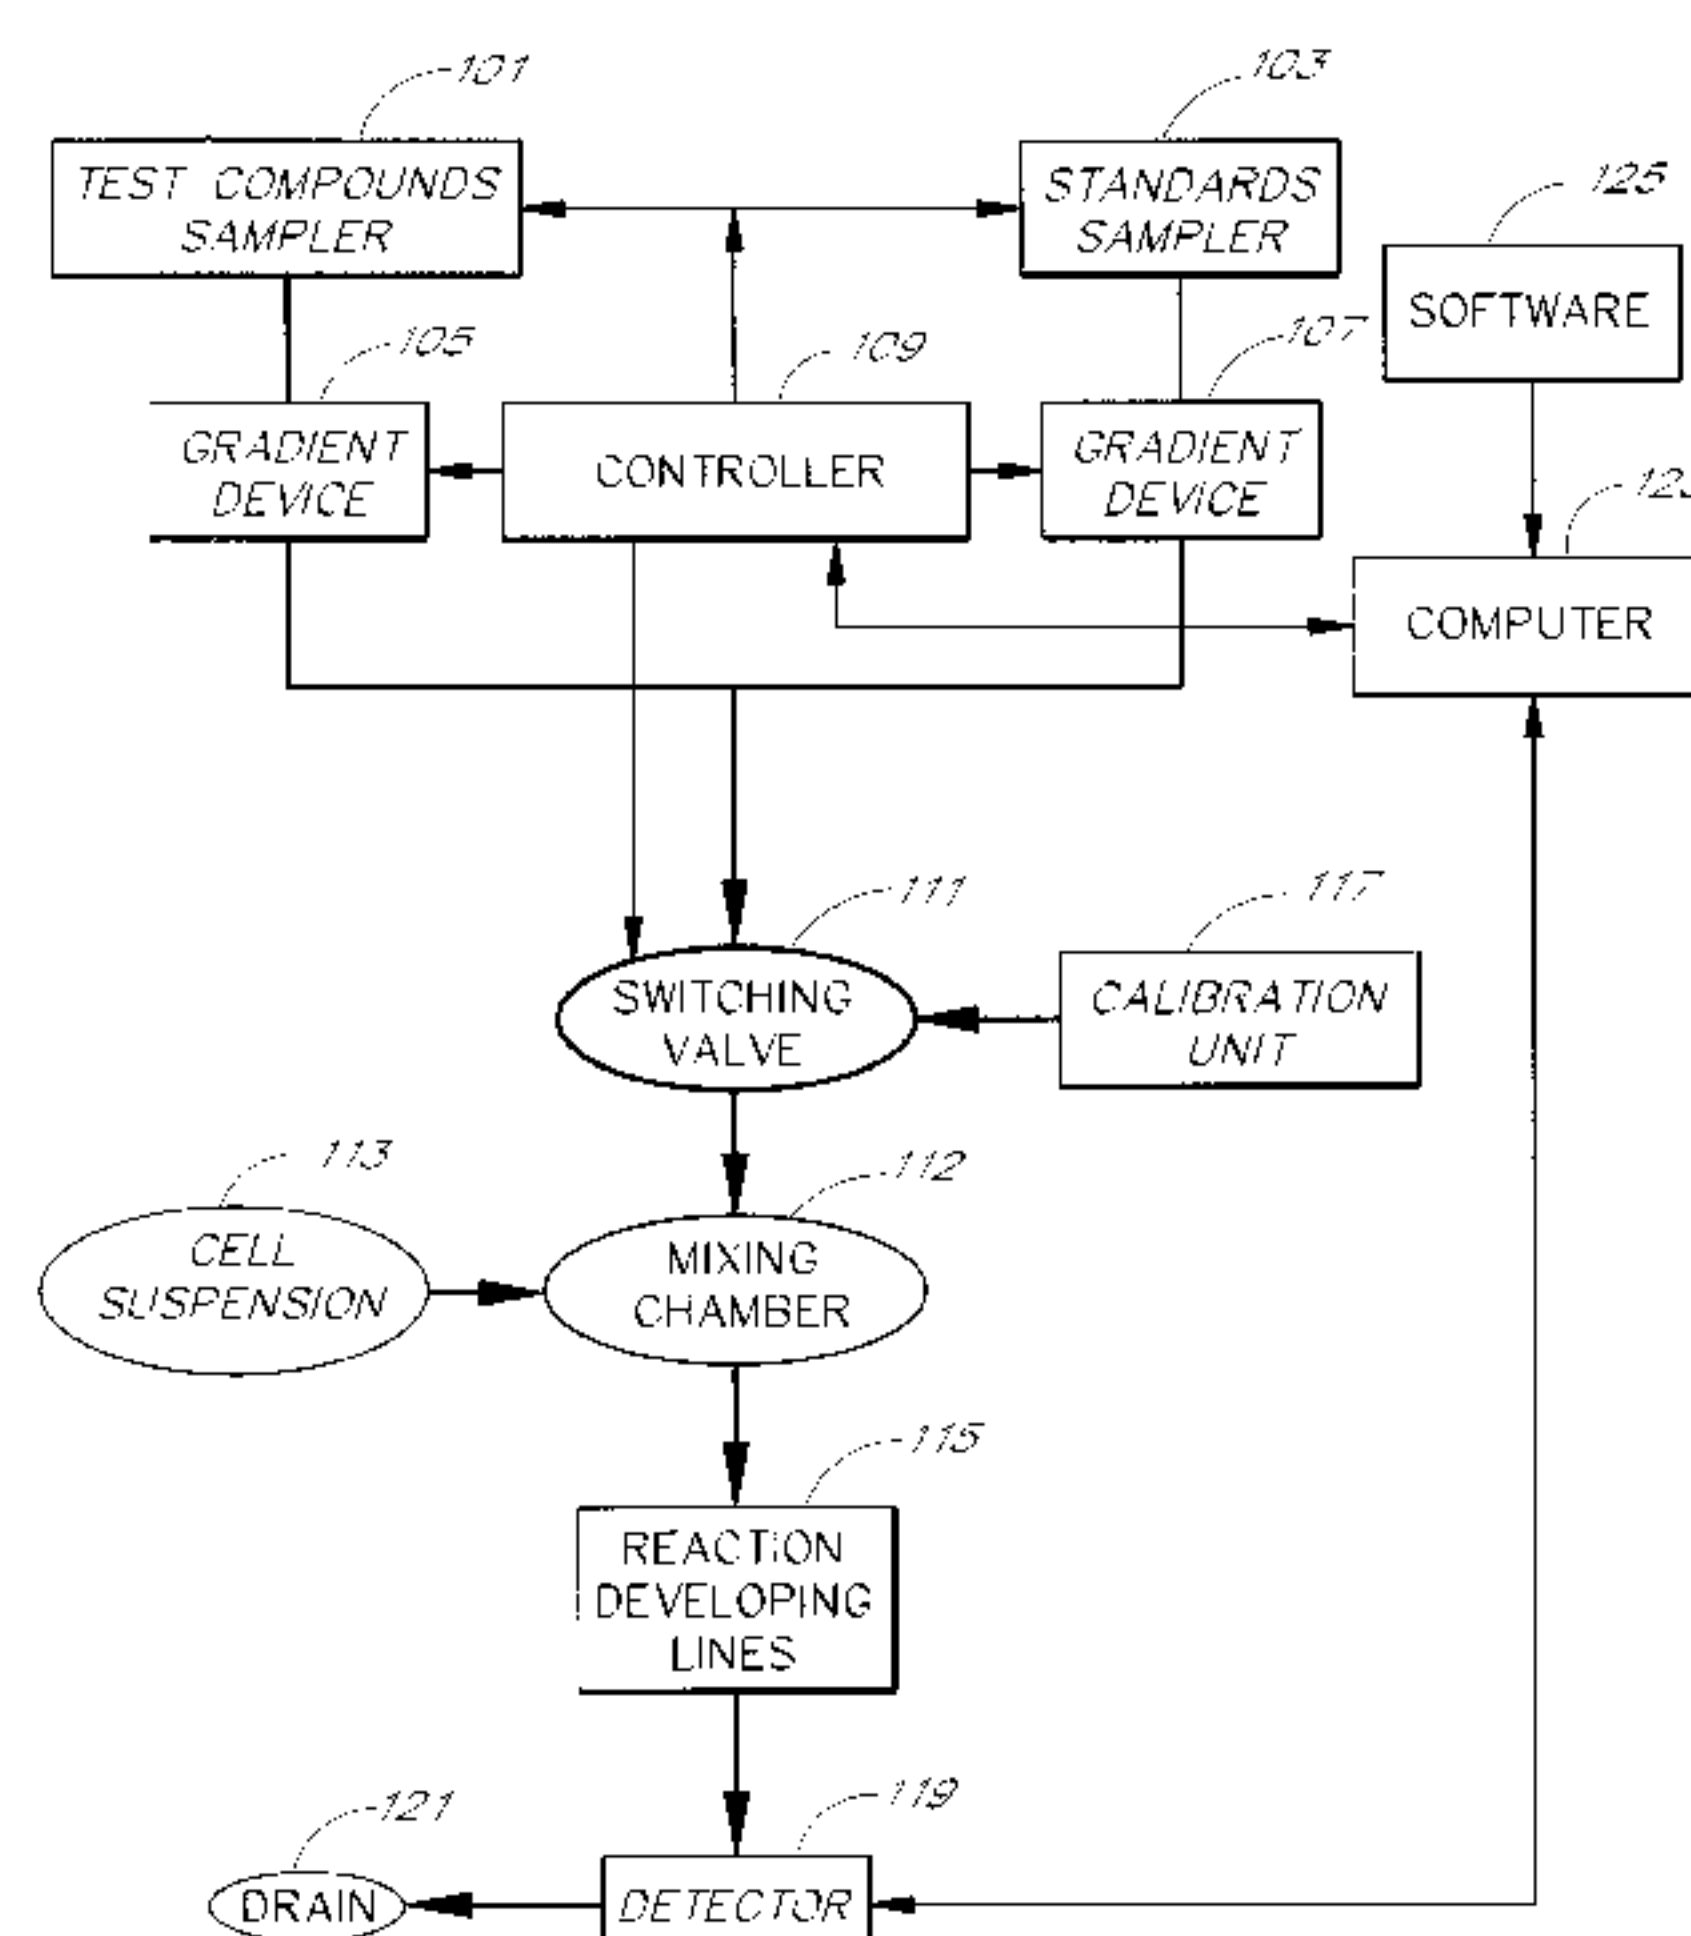 101
103
TEST COMPOUNDS
SAMPLER
STANDARDS
SAMPLER
125
SOFTWARE
105
109
107
GRADIENT
DEVICE
CONTROLLER
GRADIENT
DEVICE
COMPUTER
111
117
SWITCHING
VALVE
CALIBRATION
UNIT
113
112
CELL
SUSPENSION
MIXING
CHAMBER
115
REACTION
DEVELOPING
LINES
121
119
DRAIN
DETECTOR